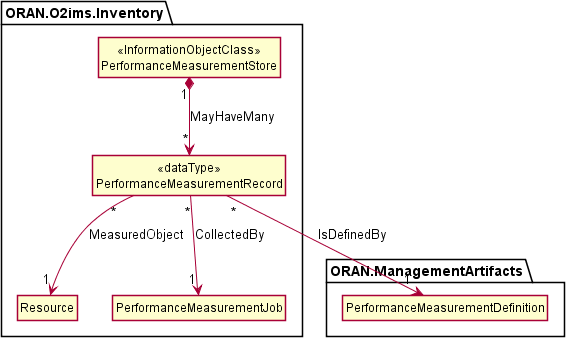 ORAN.O2ims.Inventory
«InformationObjectClass»
PerformanceMeasurementStore
1
MayHaveMany
*
«dataType»
PerformanceMeasurementRecord
* * *
MeasuredObject CollectedBy IsDefinedBy
ORAN.ManagementArtifacts
1 1 1
Resource PerformanceMeasurementJob PerformanceMeasurementDefinition